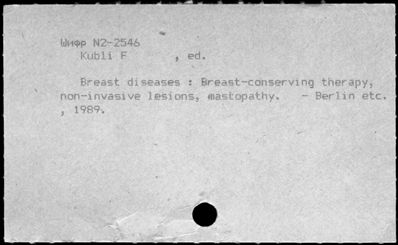 Шифр N2-2546
Kubli F , ed.
Breast diseases : Breast-conserving therapy,
non-invasive lesions, mastopathy. - Berlin etc.
, 1989.